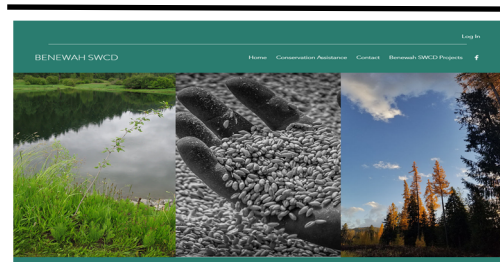 Log In
BENEWAH SWCD
Home Conservation Assistance Contact Benewah SWCD Projects